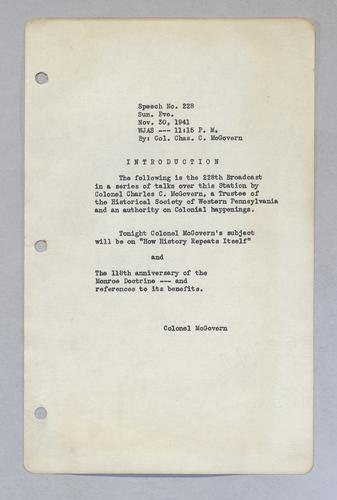 Speech No. 228
Sun. Eve.
Nov. 30, 1941
WJAS --- 11:15 P. M.
By: Col. Chas. C. McGovern
I N T R O D U C T I O N
The following is the 228th Broadcast
in a series of talks over this Station by
Colonel Charles C. McGovern, a Trustee of
the Historical Society of Western Pennsylvania
and an authority on Colonial happenings.
Tonight Colonel McGovern's subject
will be on "How History Repeats Itself"
and
The 118th anniversary of the
Monroe Doctrine --- and
references to its benefits.
Colonel McGovern